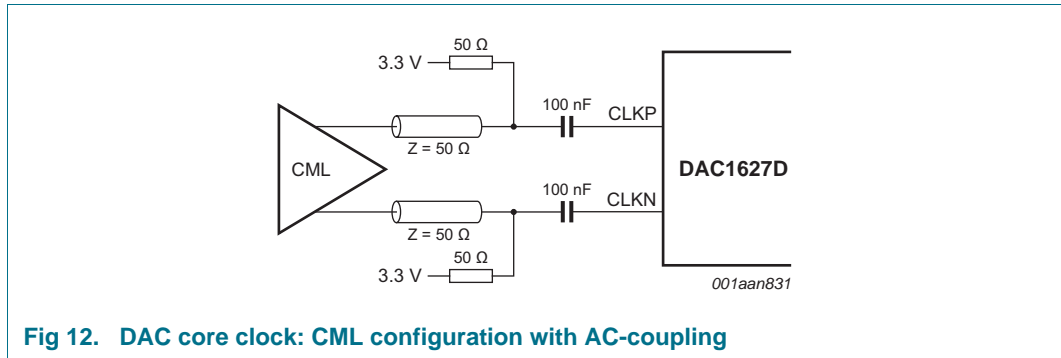 50 Ω
3.3 V
100 nF
CLKP
Z = 50 Ω
CML
DAC1627D
100 nF
CLKN
Z = 50 Ω
50 Ω
3.3 V
001aan831
Fig 12. DAC core clock: CML configuration with AC-coupling